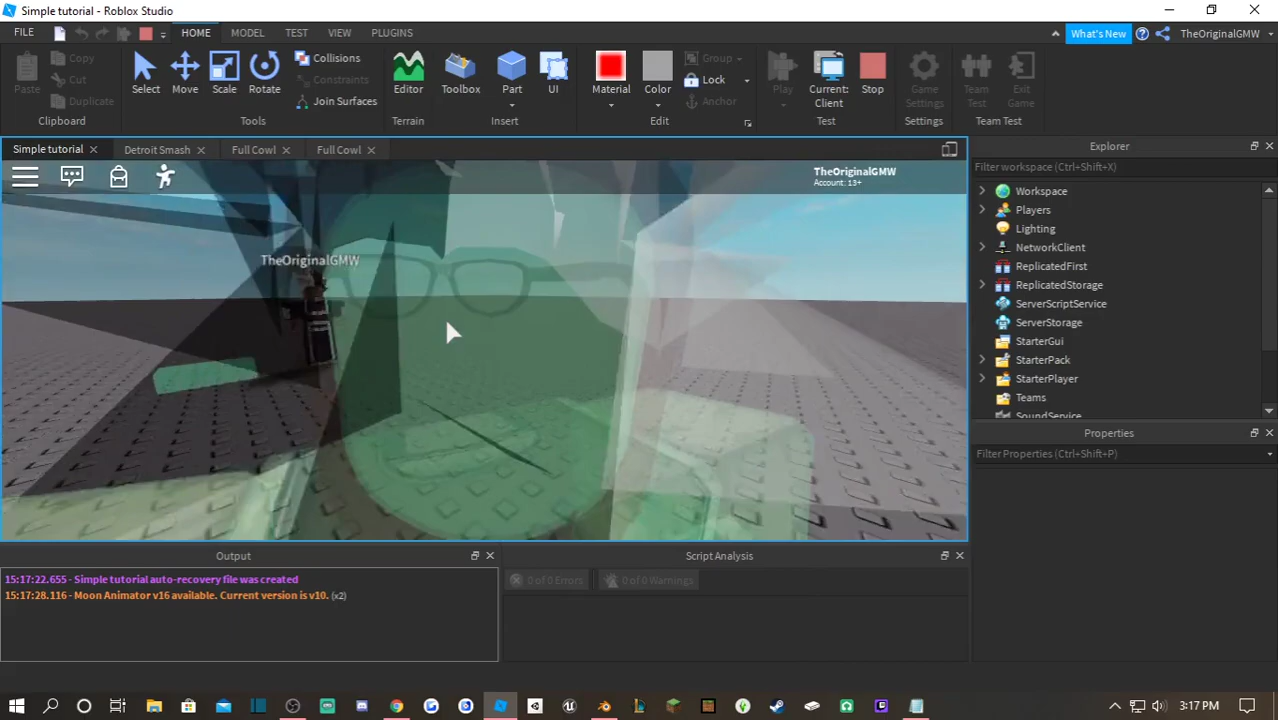 Simple tutorial - Roblox Studio
FILE HOME MODEL TEST VIEW PLUGINS What's New TheOriginalGMW
Paste Copy Cut Duplicate
Clipboard
Select Move Scale Rotate Collisions Constraints Join Surfaces
Tools
Editor
Terrain
Toolbox Part UI
Insert
Material Color Group Lock Anchor
Edit
Play Current: Client Stop
Test
Game Settings
Settings
Team Test Exit Game
Team Test
Simple tutorial Detroit Smash Full Cowl Full Cowl
TheOriginalGMW
Account: 13+
TheOriginalGMW
Explorer
Filter workspace (Ctrl+Shift+X)
Workspace
Players
Lighting
NetworkClient
ReplicatedFirst
ReplicatedStorage
ServerScriptService
ServerStorage
StarterGui
StarterPack
StarterPlayer
Teams
SoundService
Properties
Filter Properties (Ctrl+Shift+P)
Output
15:17:22.655 - Simple tutorial auto-recovery file was created
15:17:28.116 - Moon Animator v16 available. Current version is v10. (x2)
Script Analysis
0 of 0 Errors 0 of 0 Warnings
3:17 PM